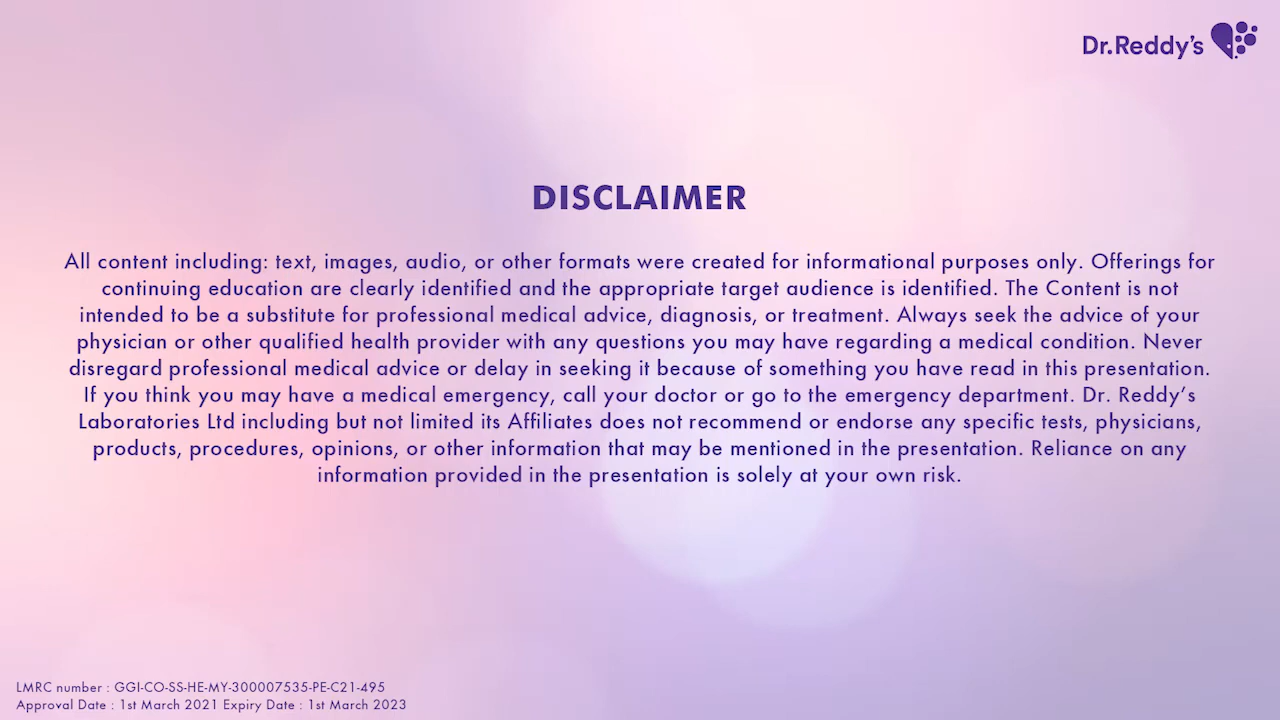 Dr.Reddy's
DISCLAIMER
All content including: text, images, audio, or other formats were created for informational purposes only. Offerings for
continuing education are clearly identified and the appropriate target audience is identified. The Content is not
intended to be a substitute for professional medical advice, diagnosis, or treatment. Always seek the advice of your
physician or other qualified health provider with any questions you may have regarding a medical condition. Never
disregard professional medical advice or delay in seeking it because of something you have read in this presentation.
If you think you may have a medical emergency, call your doctor or go to the emergency department. Dr. Reddy's
Laboratories Ltd including but not limited its Affiliates does not recommend or endorse any specific tests, physicians,
products, procedures, opinions, or other information that may be mentioned in the presentation. Reliance on any
information provided in the presentation is solely at your own risk.
LMRC number : GGI-CO-SS-HE-MY-300007535-PE-C21-495
Approval Date : 1st March 2021 Expiry Date : 1st March 2023